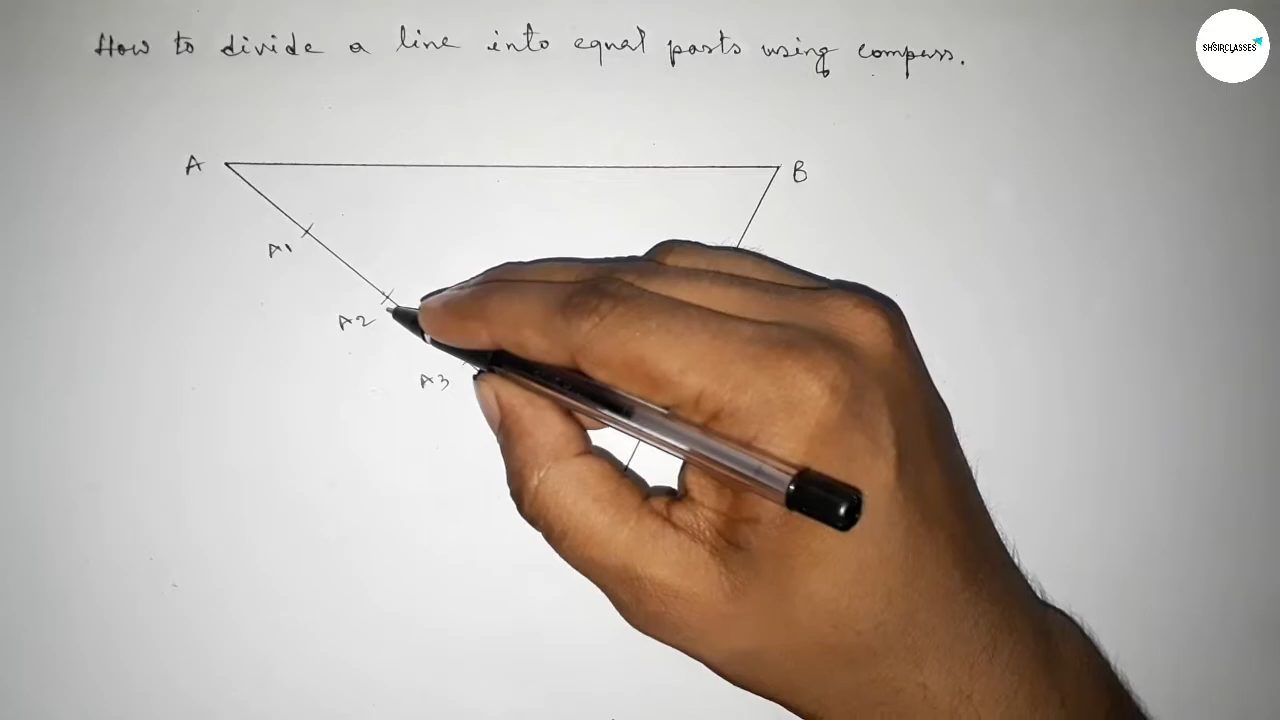 How to divide a line into equal parts using compass.
SHSIRCLASSES
A
B
A1
A2
A3